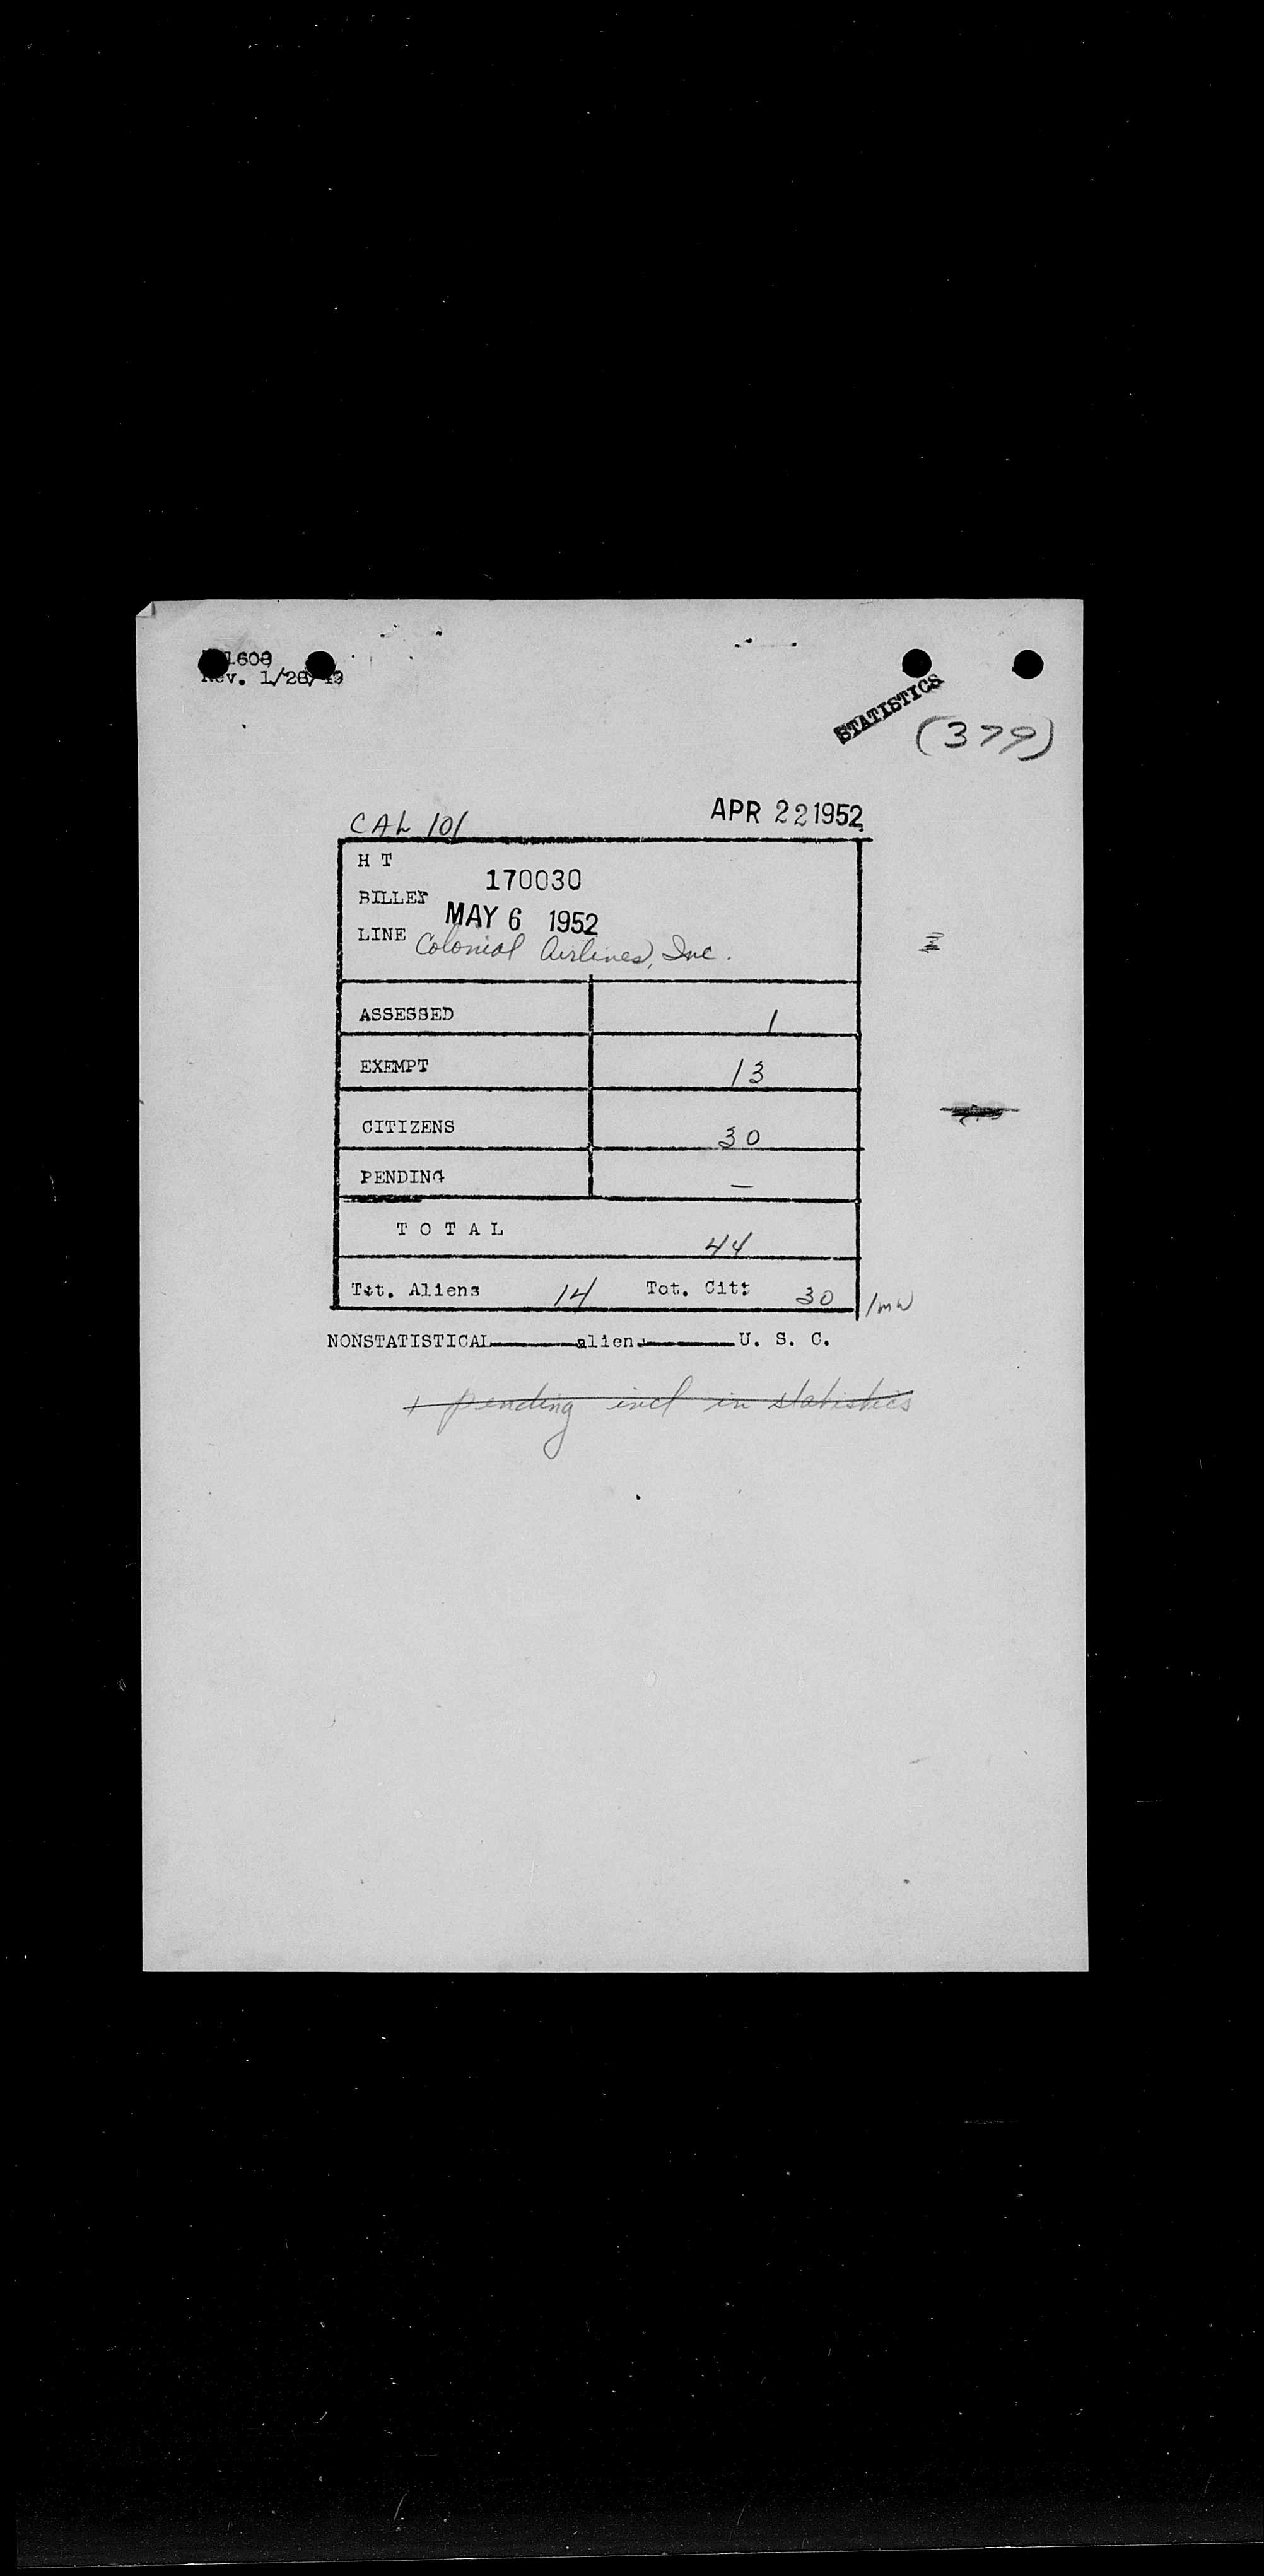 1608
Rev. 1/28/49
STATISTICS
(379)
CAL 101
APR 22 1952
H T
170030
BILLET
MAY 6 1952
LINE Colonial Airlines, Inc.
ASSESSED 1
EXEMPT 13
CITIZENS 30
PENDING —
T O T A L 44
Tot. Aliens 14 Tot. Cit: 30 /mw
NONSTATISTICAL alien U. S. C.
pending incl in statistics